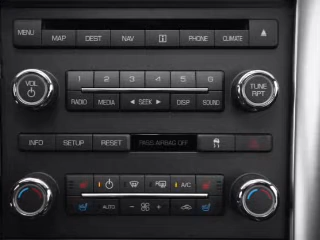 MENU MAP DEST NAV PHONE CLIMATE
1 2 3 4 5 6
VOL
TUNE
RPT
RADIO MEDIA SEEK DISP SOUND
INFO SETUP RESET PASS AIRBAG OFF
A/C
AUTO